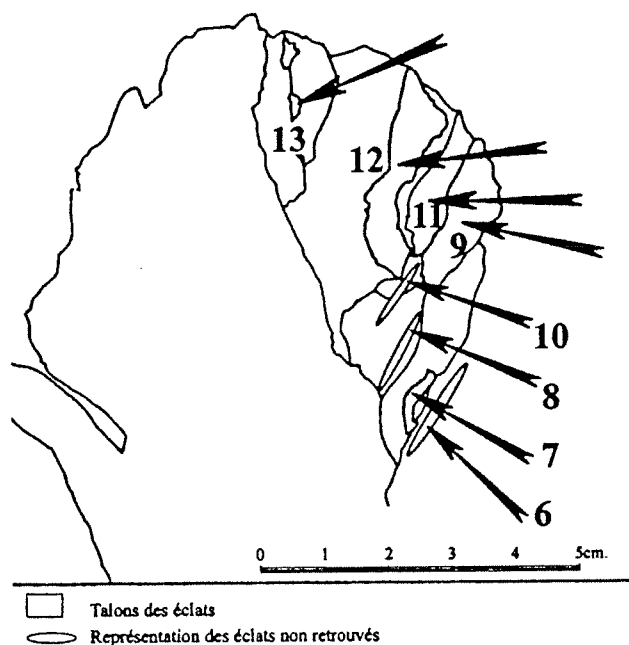 13
12
11
9
10
8
7
6
0 1 2 3 4 5cm.
Talons des éclats
Représentation des éclats non retrouvés